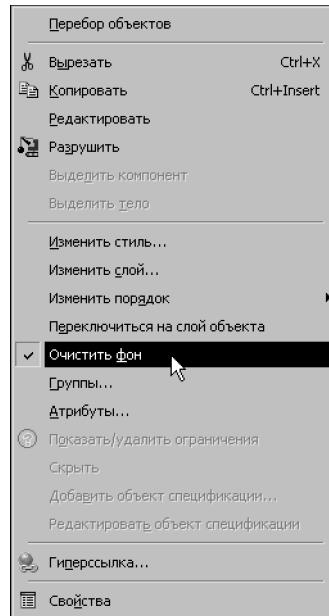 Перебор объектов
Вырезать Ctrl+X
Копировать Ctrl+Insert
Редактировать
Разрушить
Выделить компонент
Выделить тело
Изменить стиль...
Изменить слой...
Изменить порядок
Переключиться на слой объекта
Очистить фон
Группы...
Атрибуты...
Показать/удалить ограничения
Скрыть
Добавить объект спецификации...
Редактировать объект спецификации
Гиперссылка...
Свойства